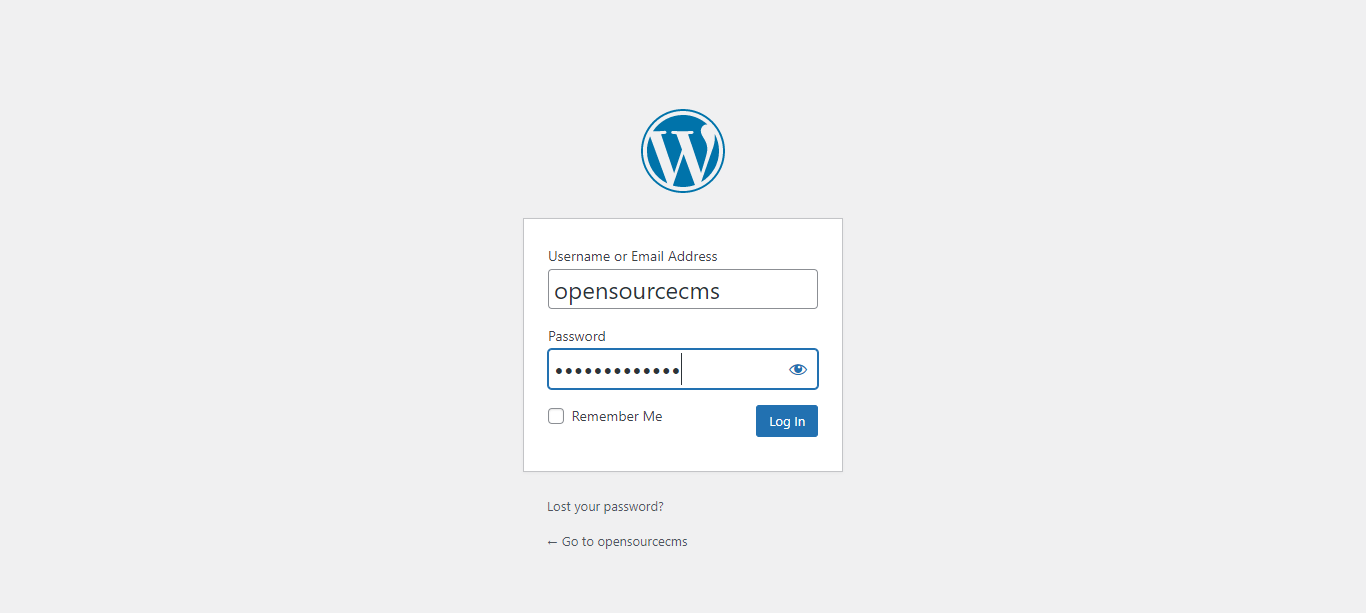 Username or Email Address
opensourcecms
Password
•••••••••••••
Remember Me
Log In
Lost your password?
← Go to opensourcecms